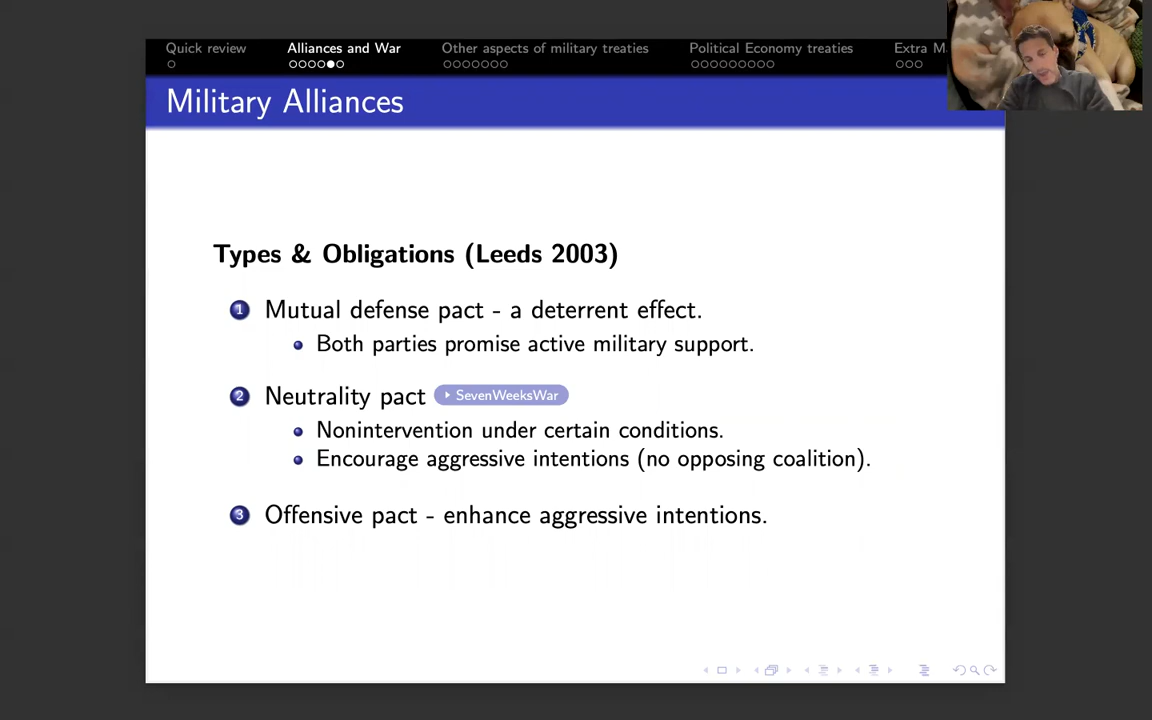 Quick review
Alliances and War
Other aspects of military treaties
Political Economy treaties
Extra M
Military Alliances
Types & Obligations (Leeds 2003)
1 Mutual defense pact - a deterrent effect.
Both parties promise active military support.
2 Neutrality pact SevenWeeksWar
Nonintervention under certain conditions.
Encourage aggressive intentions (no opposing coalition).
3 Offensive pact - enhance aggressive intentions.